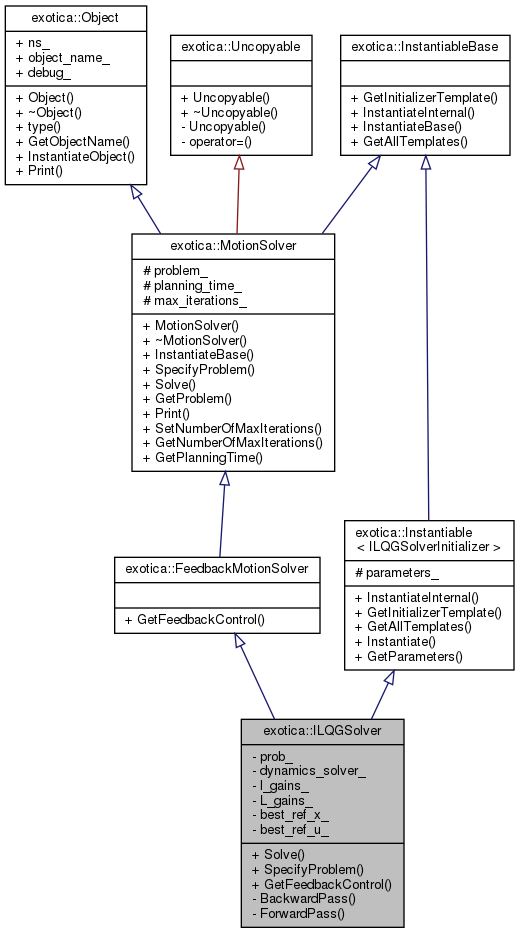 exotica::Object
+ ns_
+ object_name_
+ debug_
+ Object()
+ ~Object()
+ type()
+ GetObjectName()
+ InstantiateObject()
+ Print()
exotica::Uncopyable
+ Uncopyable()
+ ~Uncopyable()
- Uncopyable()
- operator=()
exotica::InstantiableBase
+ GetInitializerTemplate()
+ InstantiateInternal()
+ InstantiateBase()
+ GetAllTemplates()
exotica::MotionSolver
# problem_
# planning_time_
# max_iterations_
+ MotionSolver()
+ ~MotionSolver()
+ InstantiateBase()
+ SpecifyProblem()
+ Solve()
+ GetProblem()
+ Print()
+ SetNumberOfMaxIterations()
+ GetNumberOfMaxIterations()
+ GetPlanningTime()
exotica::FeedbackMotionSolver
+ GetFeedbackControl()
exotica::Instantiable
< ILQGSolverInitializer >
# parameters_
+ InstantiateInternal()
+ GetInitializerTemplate()
+ GetAllTemplates()
+ Instantiate()
+ GetParameters()
exotica::ILQGSolver
- prob_
- dynamics_solver_
- l_gains_
- L_gains_
- best_ref_x_
- best_ref_u_
+ Solve()
+ SpecifyProblem()
+ GetFeedbackControl()
- BackwardPass()
- ForwardPass()